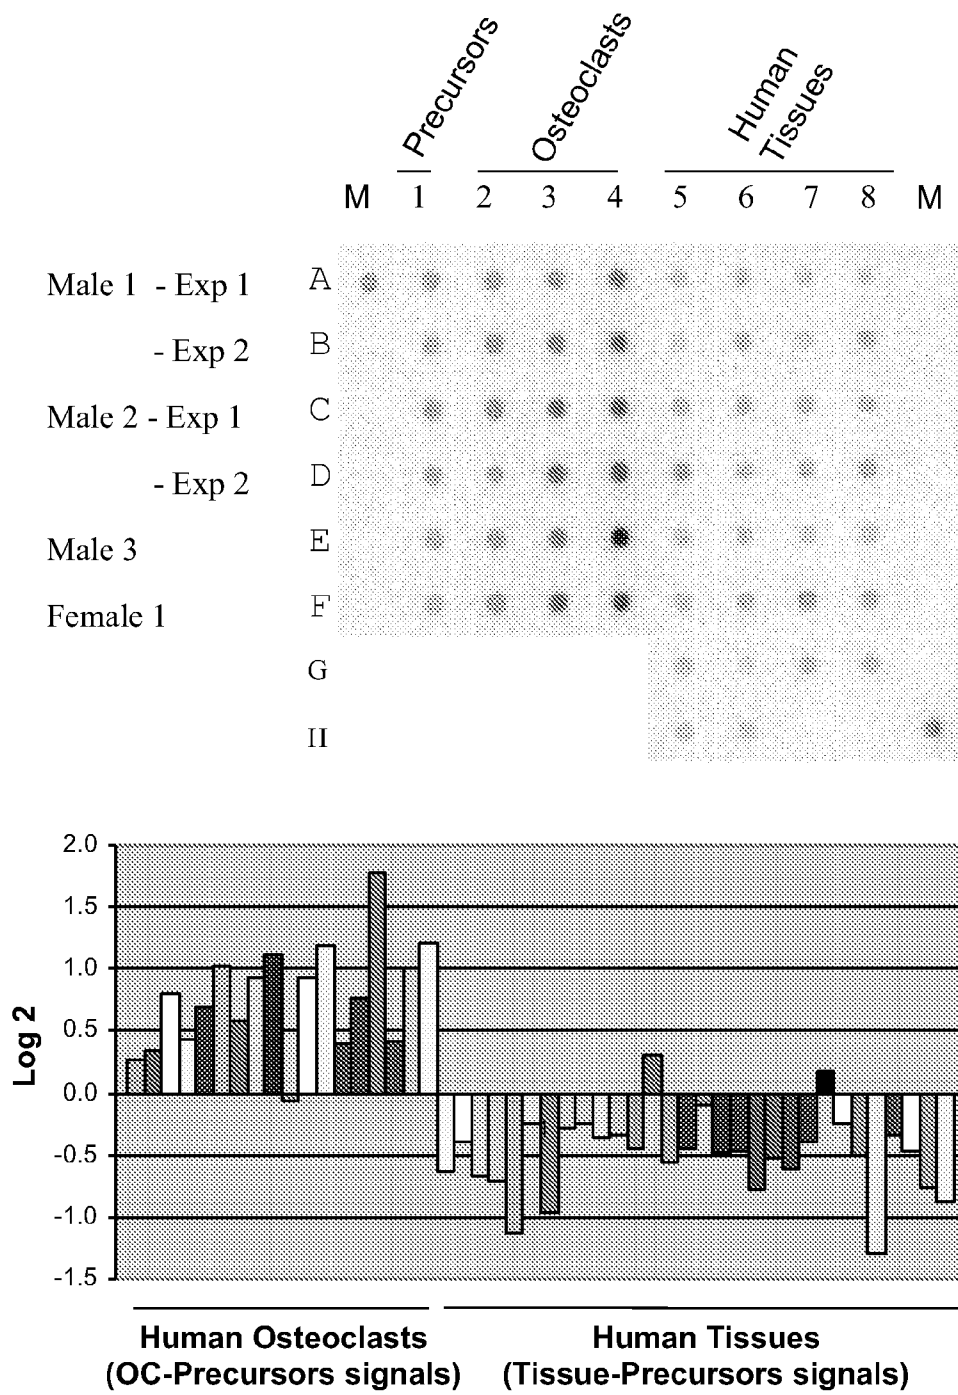 Precursors
Osteoclasts
Human
Tissues
M 1 2 3 4 5 6 7 8 M
Male 1 - Exp 1 A
- Exp 2 B
Male 2 - Exp 1 C
- Exp 2 D
Male 3 E
Female 1 F
G
II
2.0
1.5
1.0
0.5
0.0
-0.5
-1.0
-1.5
Log 2
Human Osteoclasts
(OC-Precursors signals)
Human Tissues
(Tissue-Precursors signals)